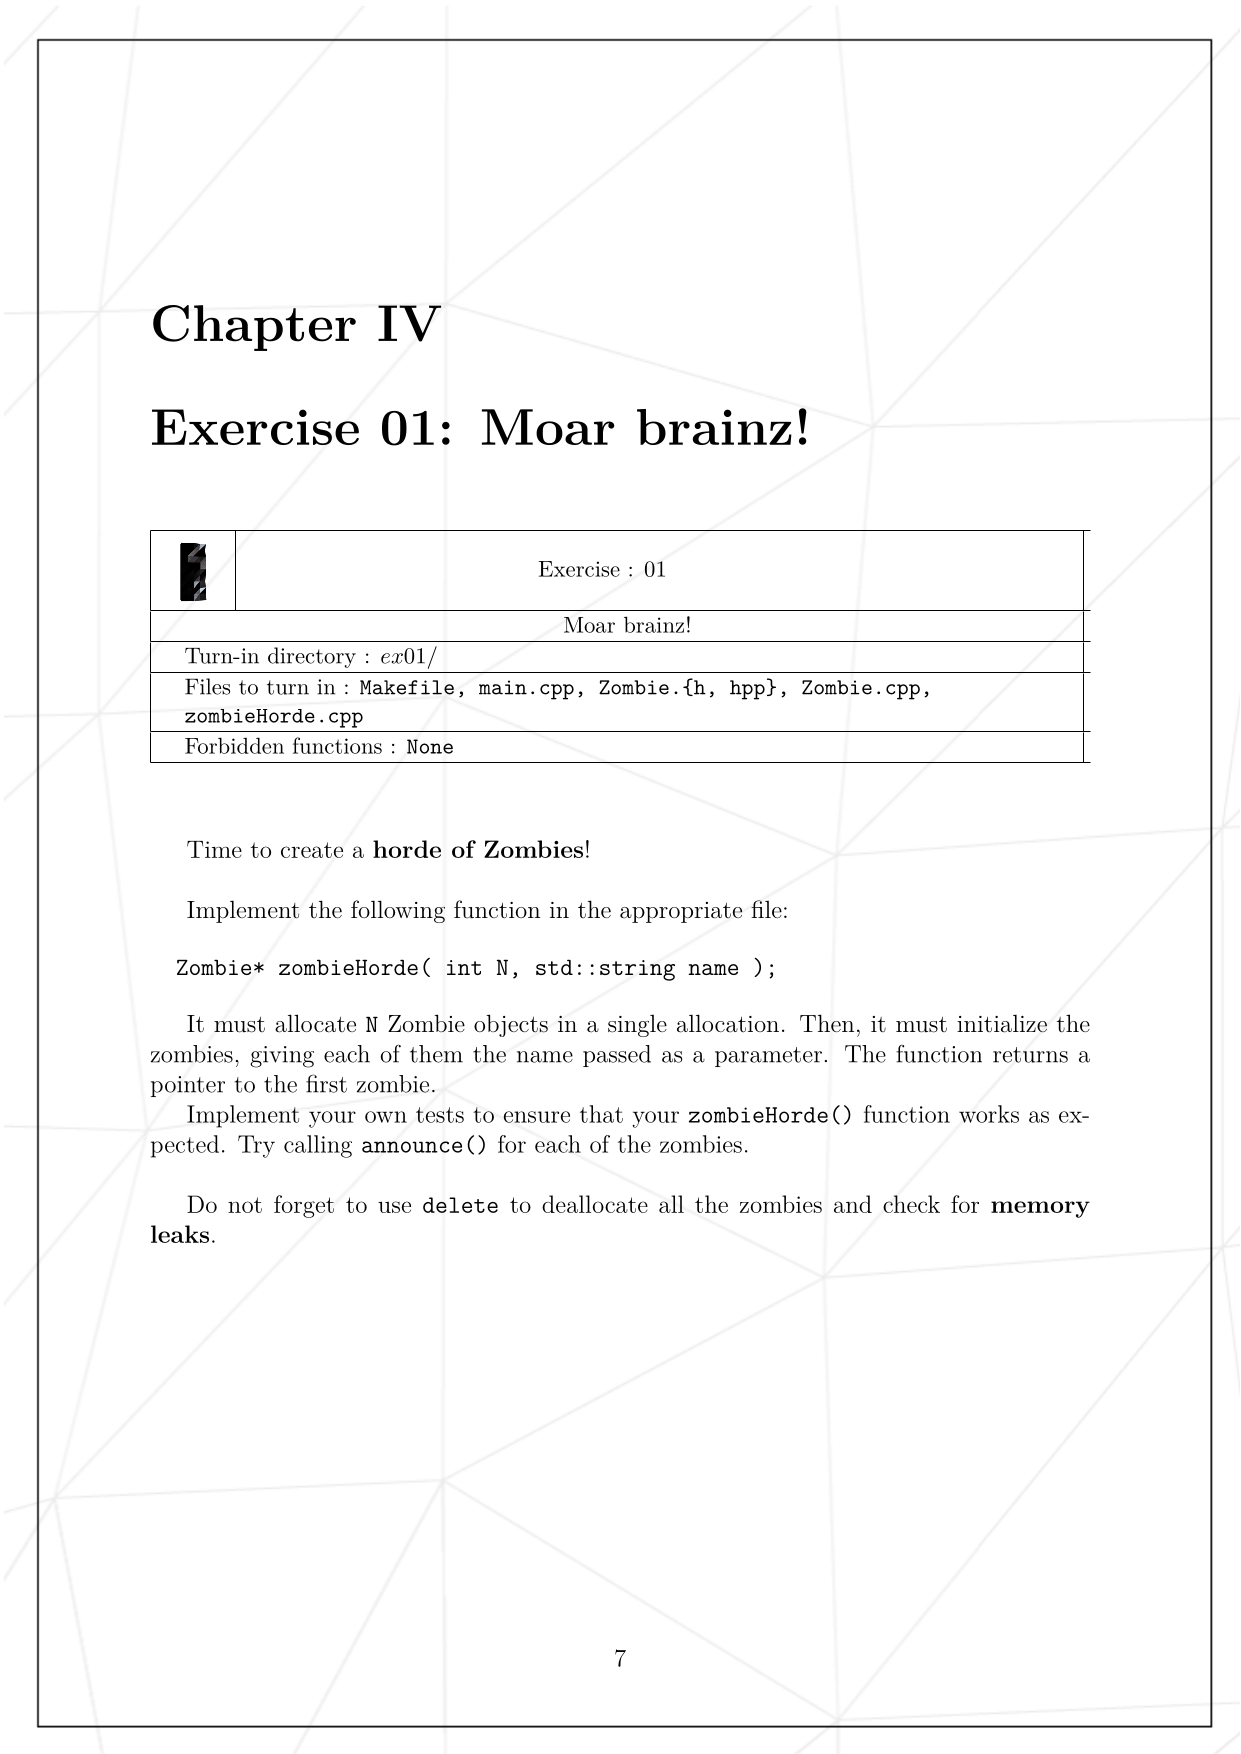 Chapter IV
Exercise 01: Moar brainz!
Exercise : 01
Moar brainz!
Turn-in directory : ex01/
Files to turn in : Makefile, main.cpp, Zombie.{h, hpp}, Zombie.cpp,
zombieHorde.cpp
Forbidden functions : None
Time to create a horde of Zombies!
Implement the following function in the appropriate file:
Zombie* zombieHorde( int N, std::string name );
It must allocate N Zombie objects in a single allocation. Then, it must initialize the
zombies, giving each of them the name passed as a parameter. The function returns a
pointer to the first zombie.
Implement your own tests to ensure that your zombieHorde() function works as ex-
pected. Try calling announce() for each of the zombies.
Do not forget to use delete to deallocate all the zombies and check for memory
leaks.
7